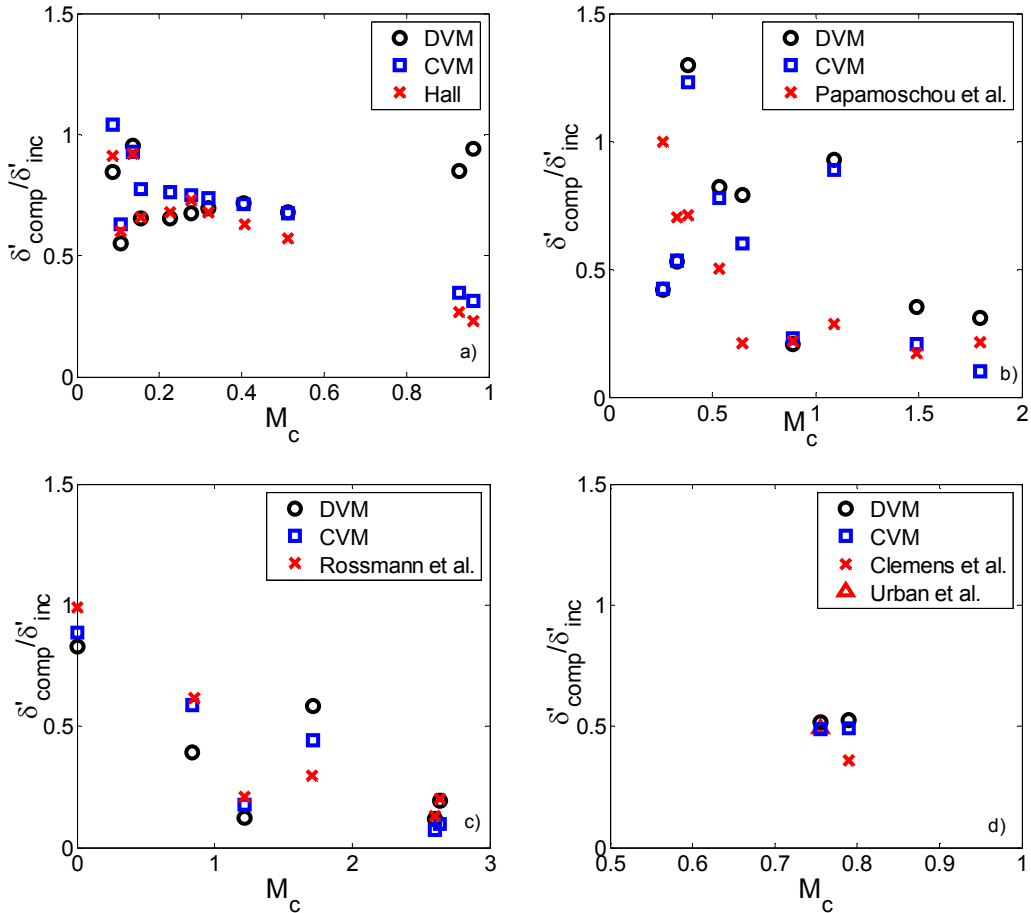 1.5
DVM
CVM
Hall
1
δ'comp/δ'inc
0.5
a)
0
0
0.2
0.4
0.6
0.8
1
Mc
1.5
DVM
CVM
Papamoschou et al.
1
δ'comp/δ'inc
0.5
b)
0
0
0.5
1
1.5
2
Mc
1.5
DVM
CVM
Rossmann et al.
1
δ'comp/δ'inc
0.5
c)
0
0
1
2
3
Mc
1.5
DVM
CVM
Clemens et al.
Urban et al.
1
δ'comp/δ'inc
0.5
d)
0
0.5
0.6
0.7
0.8
0.9
1
Mc